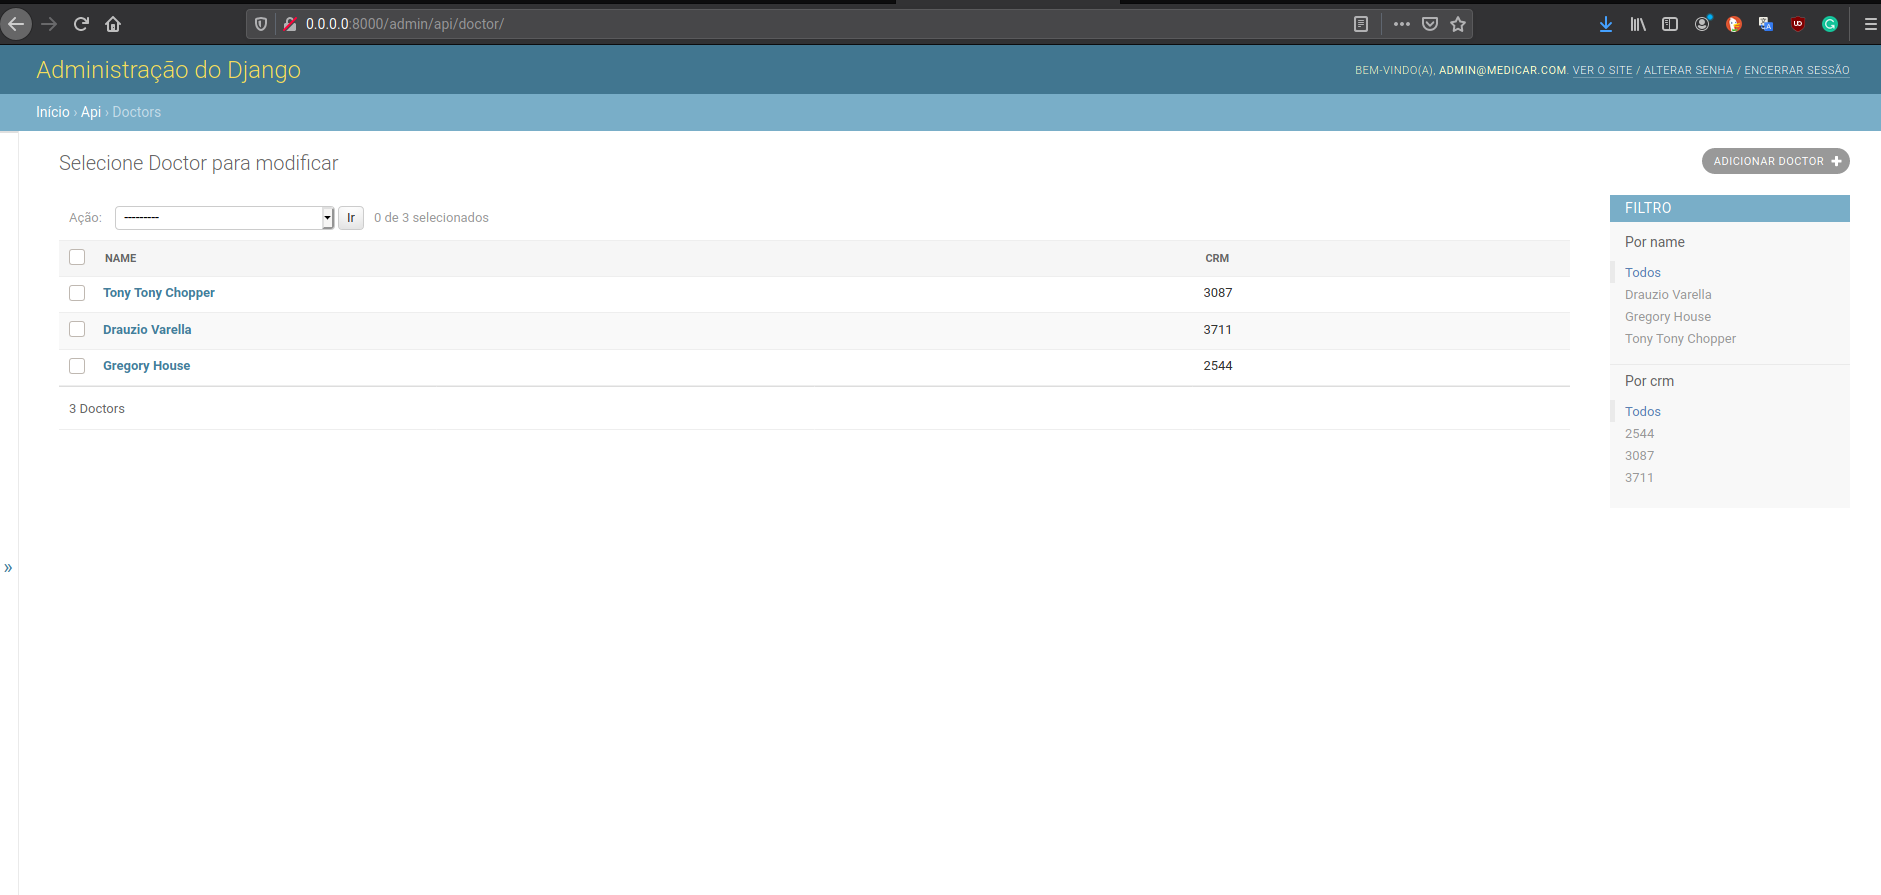 0.0.0.0:8000/admin/api/doctor/
Administração do Django
BEM-VINDO(A), ADMIN@MEDICAR.COM. VER O SITE / ALTERAR SENHA / ENCERRAR SESSÃO
Início › Api › Doctors
Selecione Doctor para modificar
ADICIONAR DOCTOR +
Ação: --------- Ir 0 de 3 selecionados
NAME CRM
Tony Tony Chopper 3087
Drauzio Varella 3711
Gregory House 2544
3 Doctors
FILTRO
Por name
Todos
Drauzio Varella
Gregory House
Tony Tony Chopper
Por crm
Todos
2544
3087
3711
»